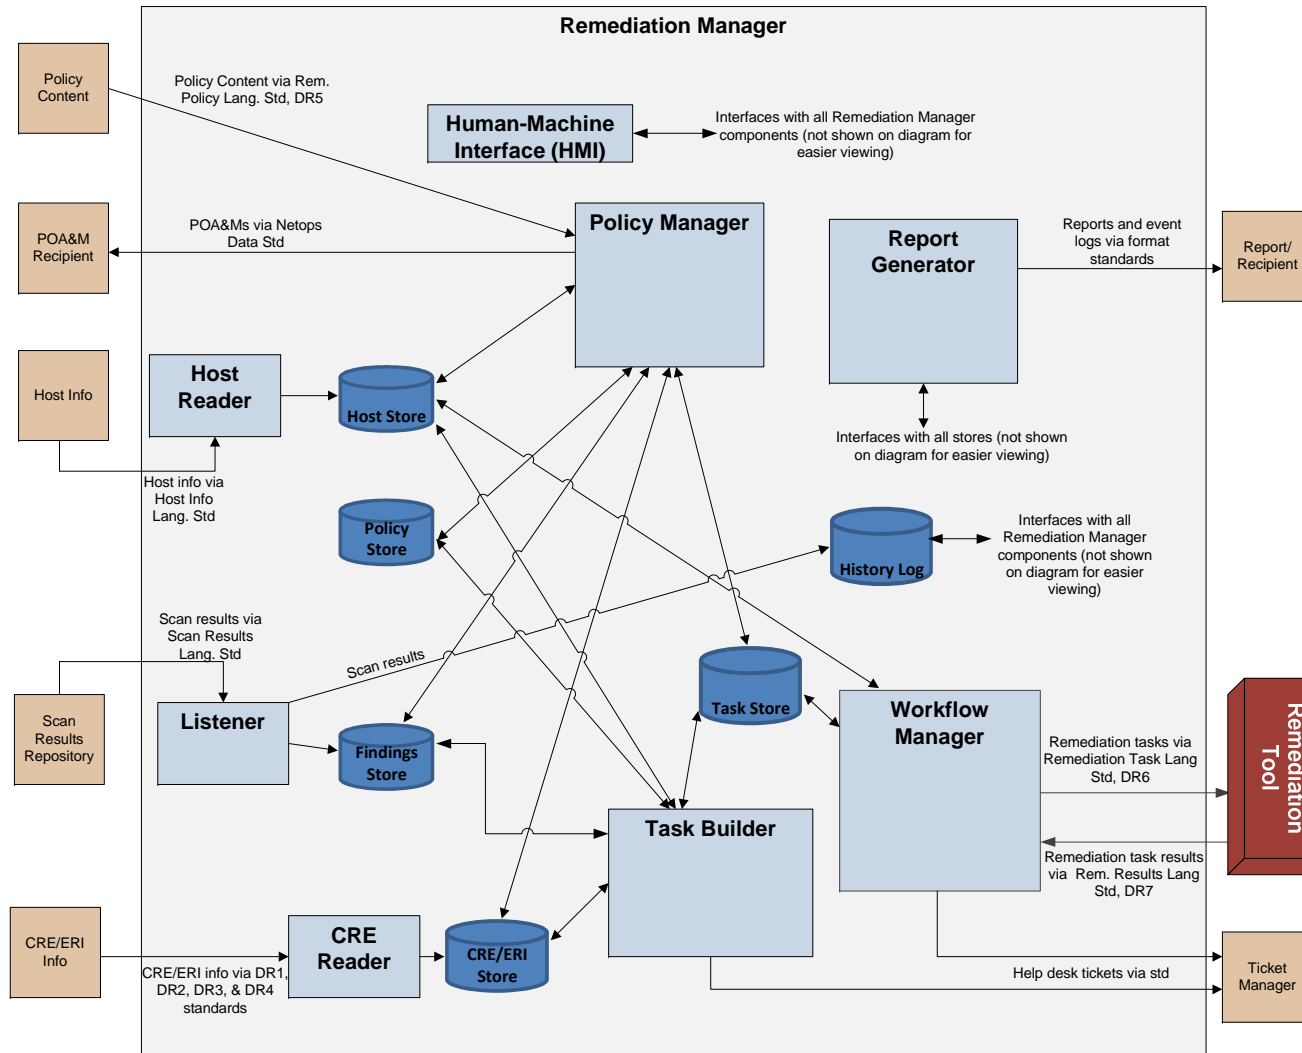 Remediation Manager
Policy
Content
Policy Content via Rem.
Policy Lang. Std, DR5
Human-Machine
Interface (HMI)
Interfaces with all Remediation Manager
components (not shown on diagram for
easier viewing)
POA&M
Recipient
POA&Ms via Netops
Data Std
Policy Manager
Report
Generator
Reports and event
logs via format
standards
Report/
Recipient
Host Info
Host
Reader
Host Store
Host info via
Host Info
Lang. Std
Interfaces with all stores (not shown
on diagram for easier viewing)
Policy
Store
History Log
Interfaces with all
Remediation Manager
components (not shown
on diagram for easier
viewing)
Scan results via
Scan Results
Lang. Std
Scan results
Scan
Results
Repository
Listener
Findings
Store
Task Store
Workflow
Manager
Remediation tasks via
Remediation Task Lang
Std, DR6
Remediation
Tool
Task Builder
Remediation task results
via Rem. Results Lang
Std, DR7
CRE/ERI
Info
CRE/ERI info via DR1,
DR2, DR3, & DR4
standards
CRE
Reader
CRE/ERI
Store
Help desk tickets via std
Ticket
Manager